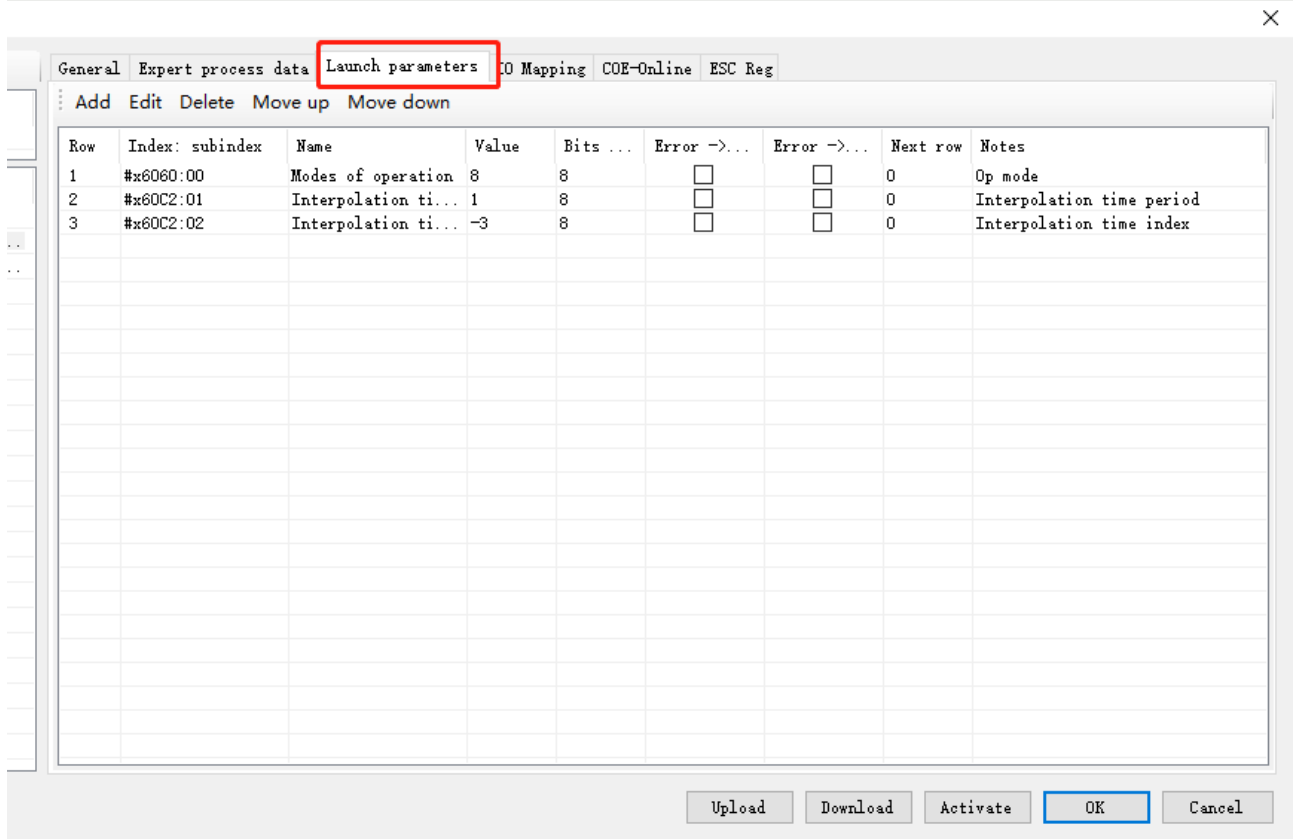 General Expert process data Launch parameters IO Mapping COE-Online ESC Reg
Add Edit Delete Move up Move down
Row Index: subindex Name Value Bits ... Error ->... Error ->... Next row Notes
1 #x6060:00 Modes of operation 8 8 0 Op mode
2 #x60C2:01 Interpolation ti... 1 8 0 Interpolation time period
3 #x60C2:02 Interpolation ti... -3 8 0 Interpolation time index
..
..
Upload Download Activate OK Cancel